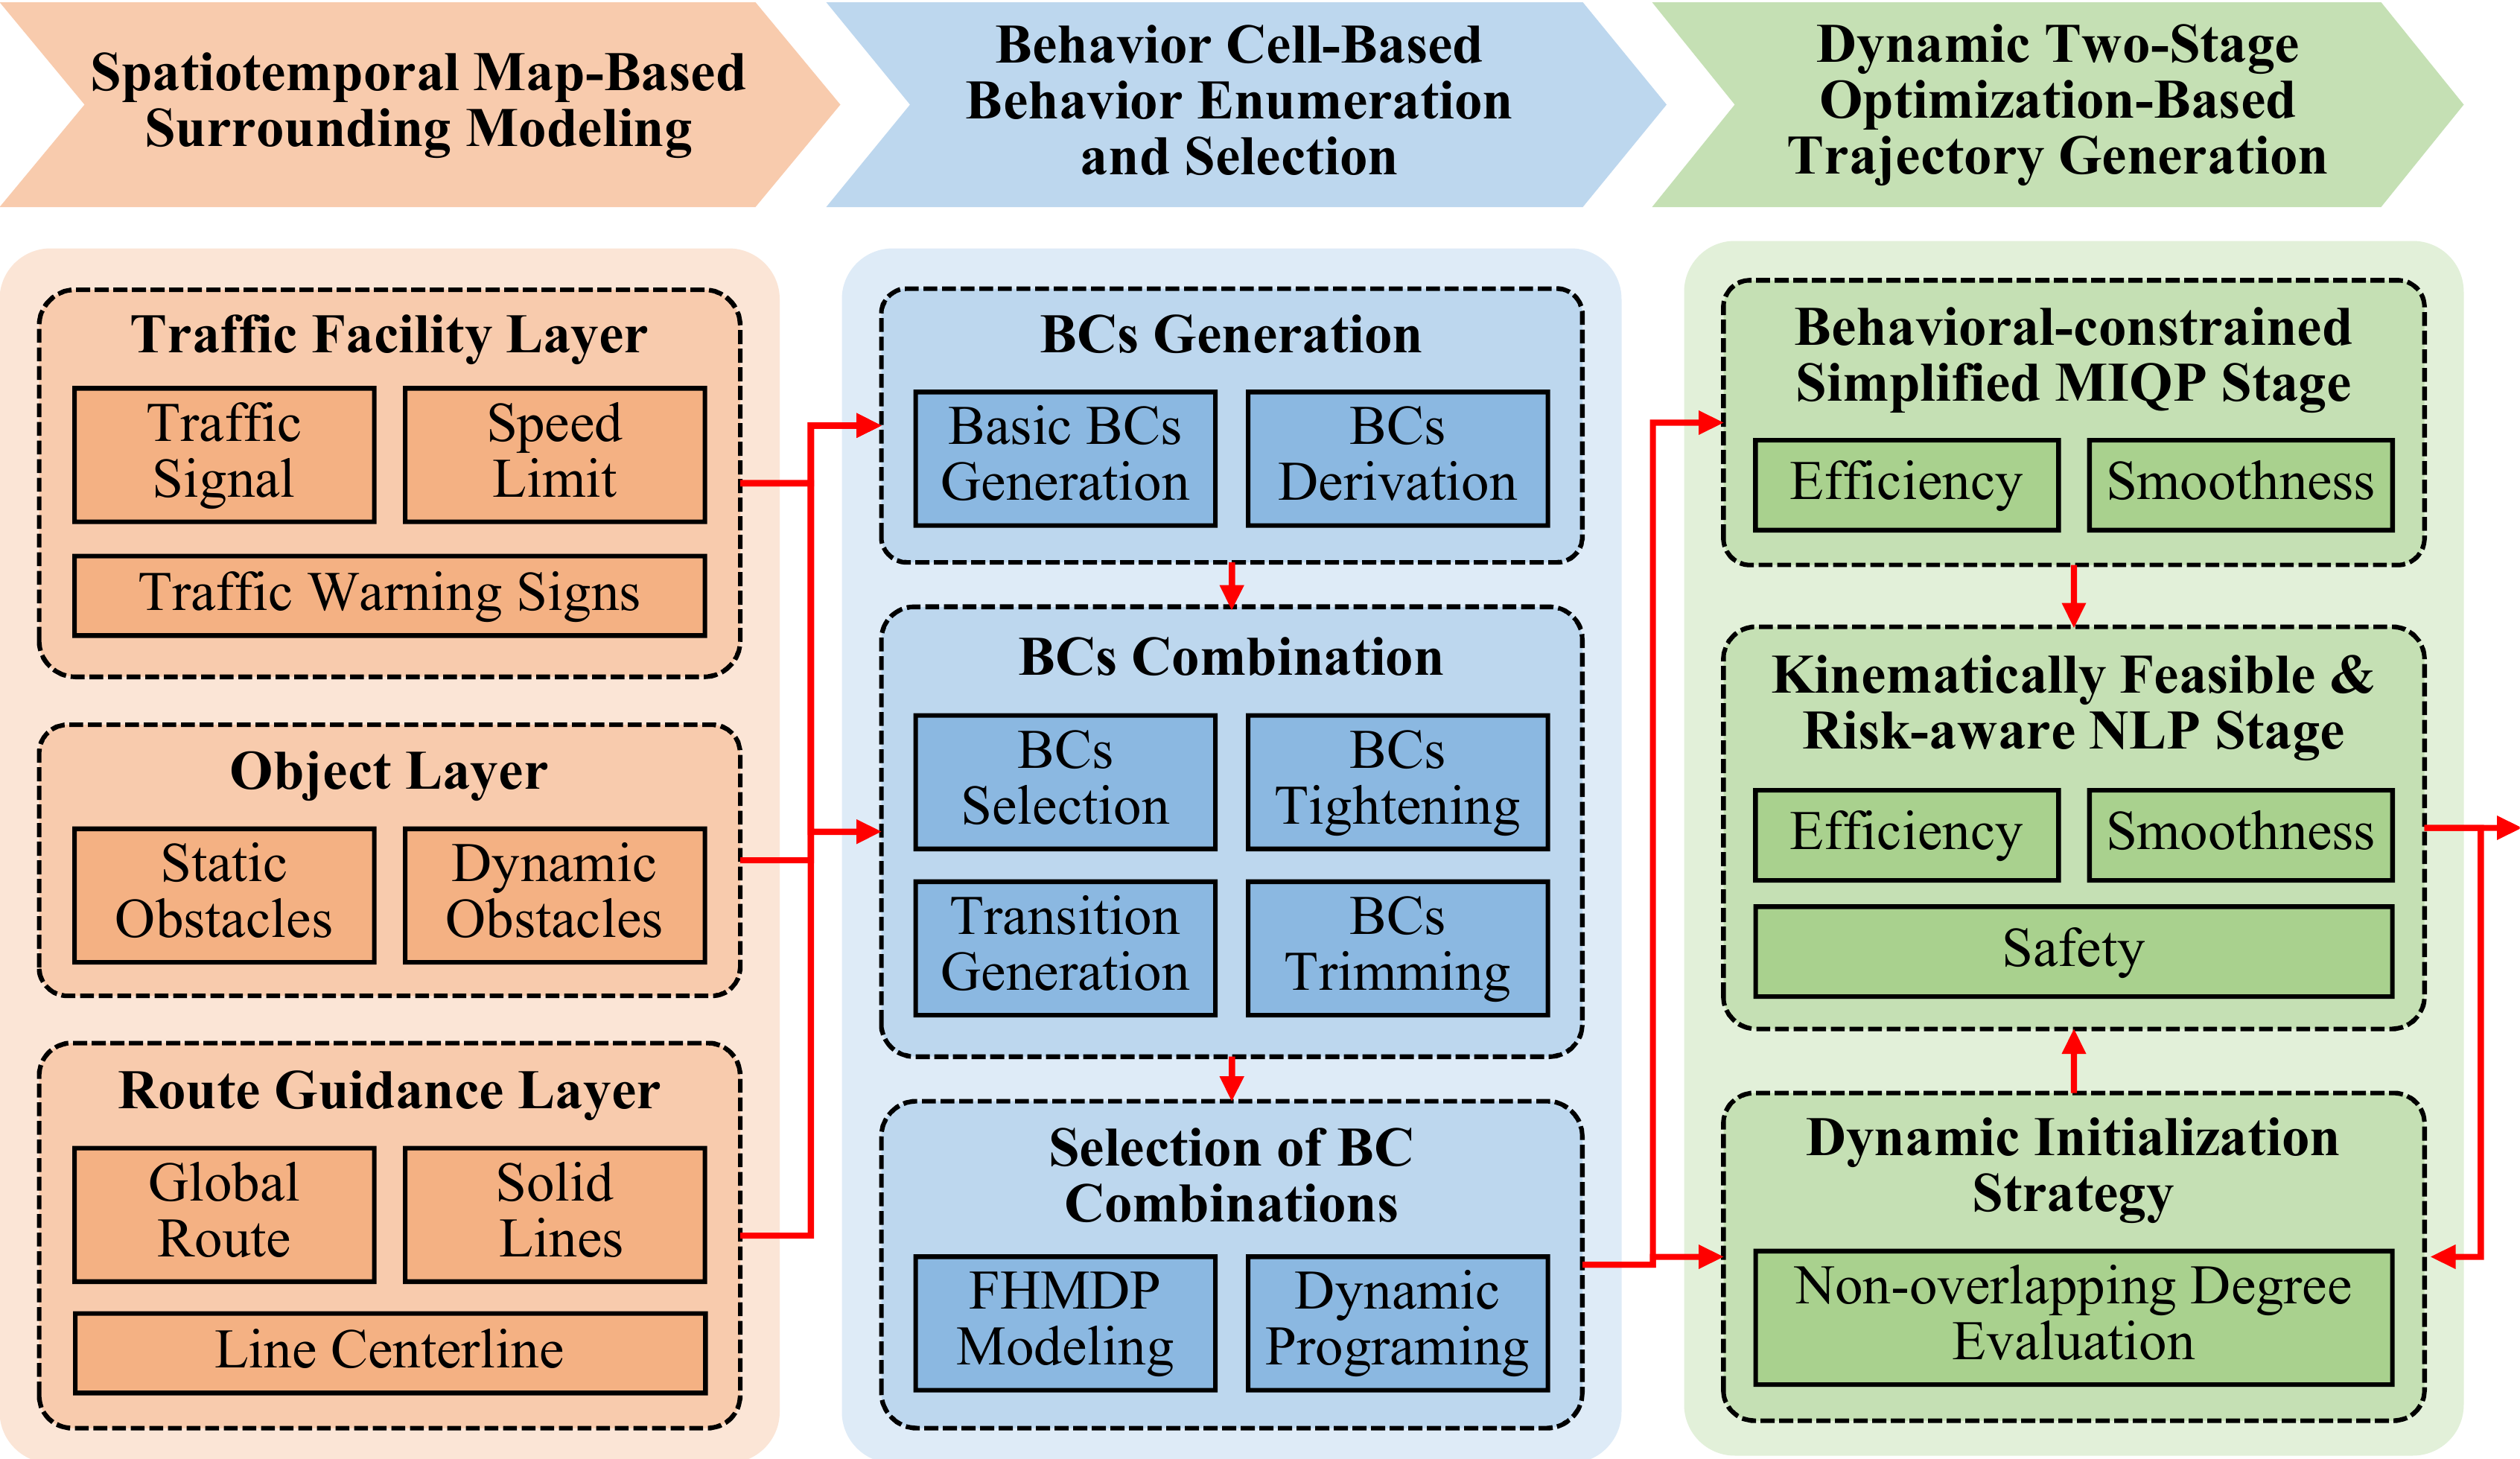 Spatiotemporal Map-Based
Surrounding Modeling
Behavior Cell-Based
Behavior Enumeration
and Selection
Dynamic Two-Stage
Optimization-Based
Trajectory Generation
Traffic Facility Layer
Traffic
Signal
Speed
Limit
Traffic Warning Signs
Object Layer
Static
Obstacles
Dynamic
Obstacles
Route Guidance Layer
Global
Route
Solid
Lines
Line Centerline
BCs Generation
Basic BCs
Generation
BCs
Derivation
BCs Combination
BCs
Selection
BCs
Tightening
Transition
Generation
BCs
Trimming
Selection of BC
Combinations
FHMDP
Modeling
Dynamic
Programing
Behavioral-constrained
Simplified MIQP Stage
Efficiency
Smoothness
Kinematically Feasible &
Risk-aware NLP Stage
Efficiency
Smoothness
Safety
Dynamic Initialization
Strategy
Non-overlapping Degree
Evaluation